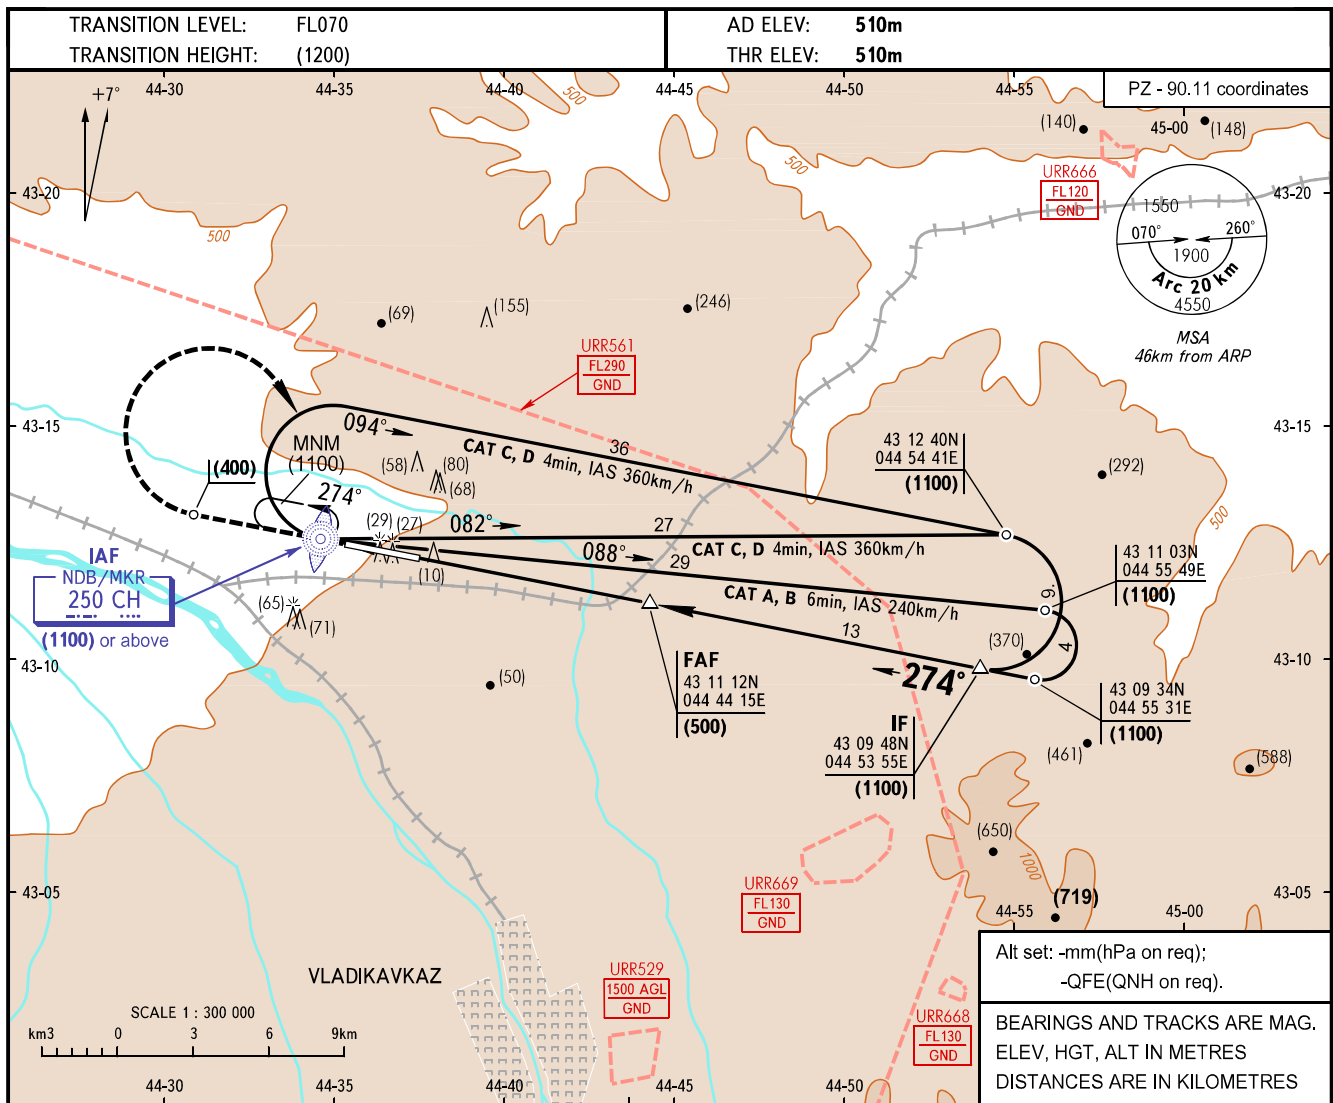 TRANSITION LEVEL: FL070
TRANSITION HEIGHT: (1200)
AD ELEV: 510m
THR ELEV: 510m
PZ - 90.11 coordinates
44-30
44-35
44-40
44-45
44-50
44-55
45-00
+7°
500
500
500
(140)
(148)
43-20
43-20
URR666
FL120
GND
1550
070°
260°
1900
Arc 20 km
4550
MSA
46km from ARP
(69)
(155)
(246)
URR561
FL290
GND
43-15
43-15
094°
36
CAT C, D 4min, IAS 360km/h
43 12 40N
044 54 41E
(1100)
(292)
500
MNM
(1100)
(400)
274°
(58)
(80)
(68)
(29)
(27)
082°
27
CAT C, D 4min, IAS 360km/h
088°
29
CAT A, B 6min, IAS 240km/h
(10)
43 11 03N
044 55 49E
(1100)
9.
4
IAF
NDB/MKR
250 CH
(1100) or above
(65)
(71)
13
(370)
43-10
43-10
FAF
43 11 12N
044 44 15E
(500)
274°
(50)
IF
43 09 48N
044 53 55E
(1100)
43 09 34N
044 55 31E
(1100)
(461)
(588)
(650)
1000
URR669
FL130
GND
43-05
43-05
(719)
44-55
45-00
VLADIKAVKAZ
URR529
1500 AGL
GND
URR668
FL130
GND
SCALE 1 : 300 000
km3 0 6 9km
44-30
44-35
44-40
44-45
44-50
Alt set: -mm(hPa on req);
-QFE(QNH on req).
BEARINGS AND TRACKS ARE MAG.
ELEV, HGT, ALT IN METRES
DISTANCES ARE IN KILOMETRES